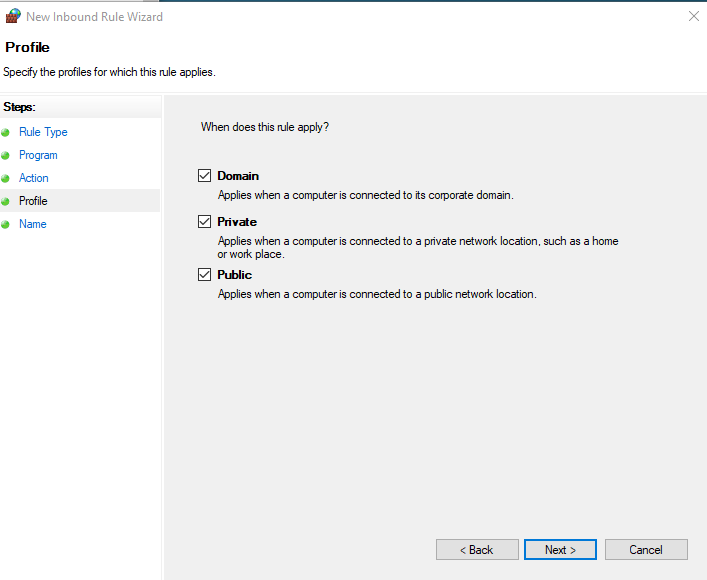 New Inbound Rule Wizard
Profile
Specify the profiles for which this rule applies.
Steps:
Rule Type
Program
Action
Profile
Name
When does this rule apply?
Domain
Applies when a computer is connected to its corporate domain.
Private
Applies when a computer is connected to a private network location, such as a home
or work place.
Public
Applies when a computer is connected to a public network location.
< Back
Next >
Cancel